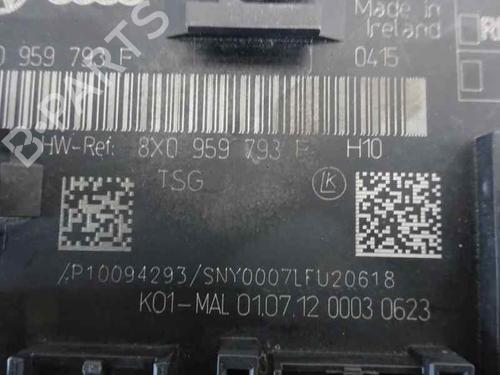 Made in
Ireland
0 959 793 F
0415
HW-Ref: 8X0 959 793 F H10
TSG
LK
/P10094293/SNY0007LFU20618
K01-MAL 01.07.12 0003 0623